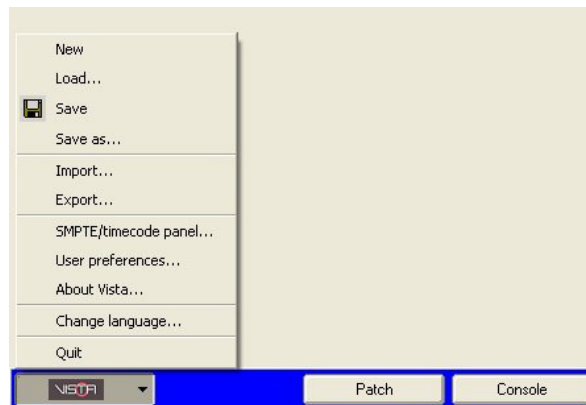 New
Load...
Save
Save as...
Import...
Export...
SMPTE/timecode panel...
User preferences...
About Vista...
Change language...
Quit
VISTA Patch Console